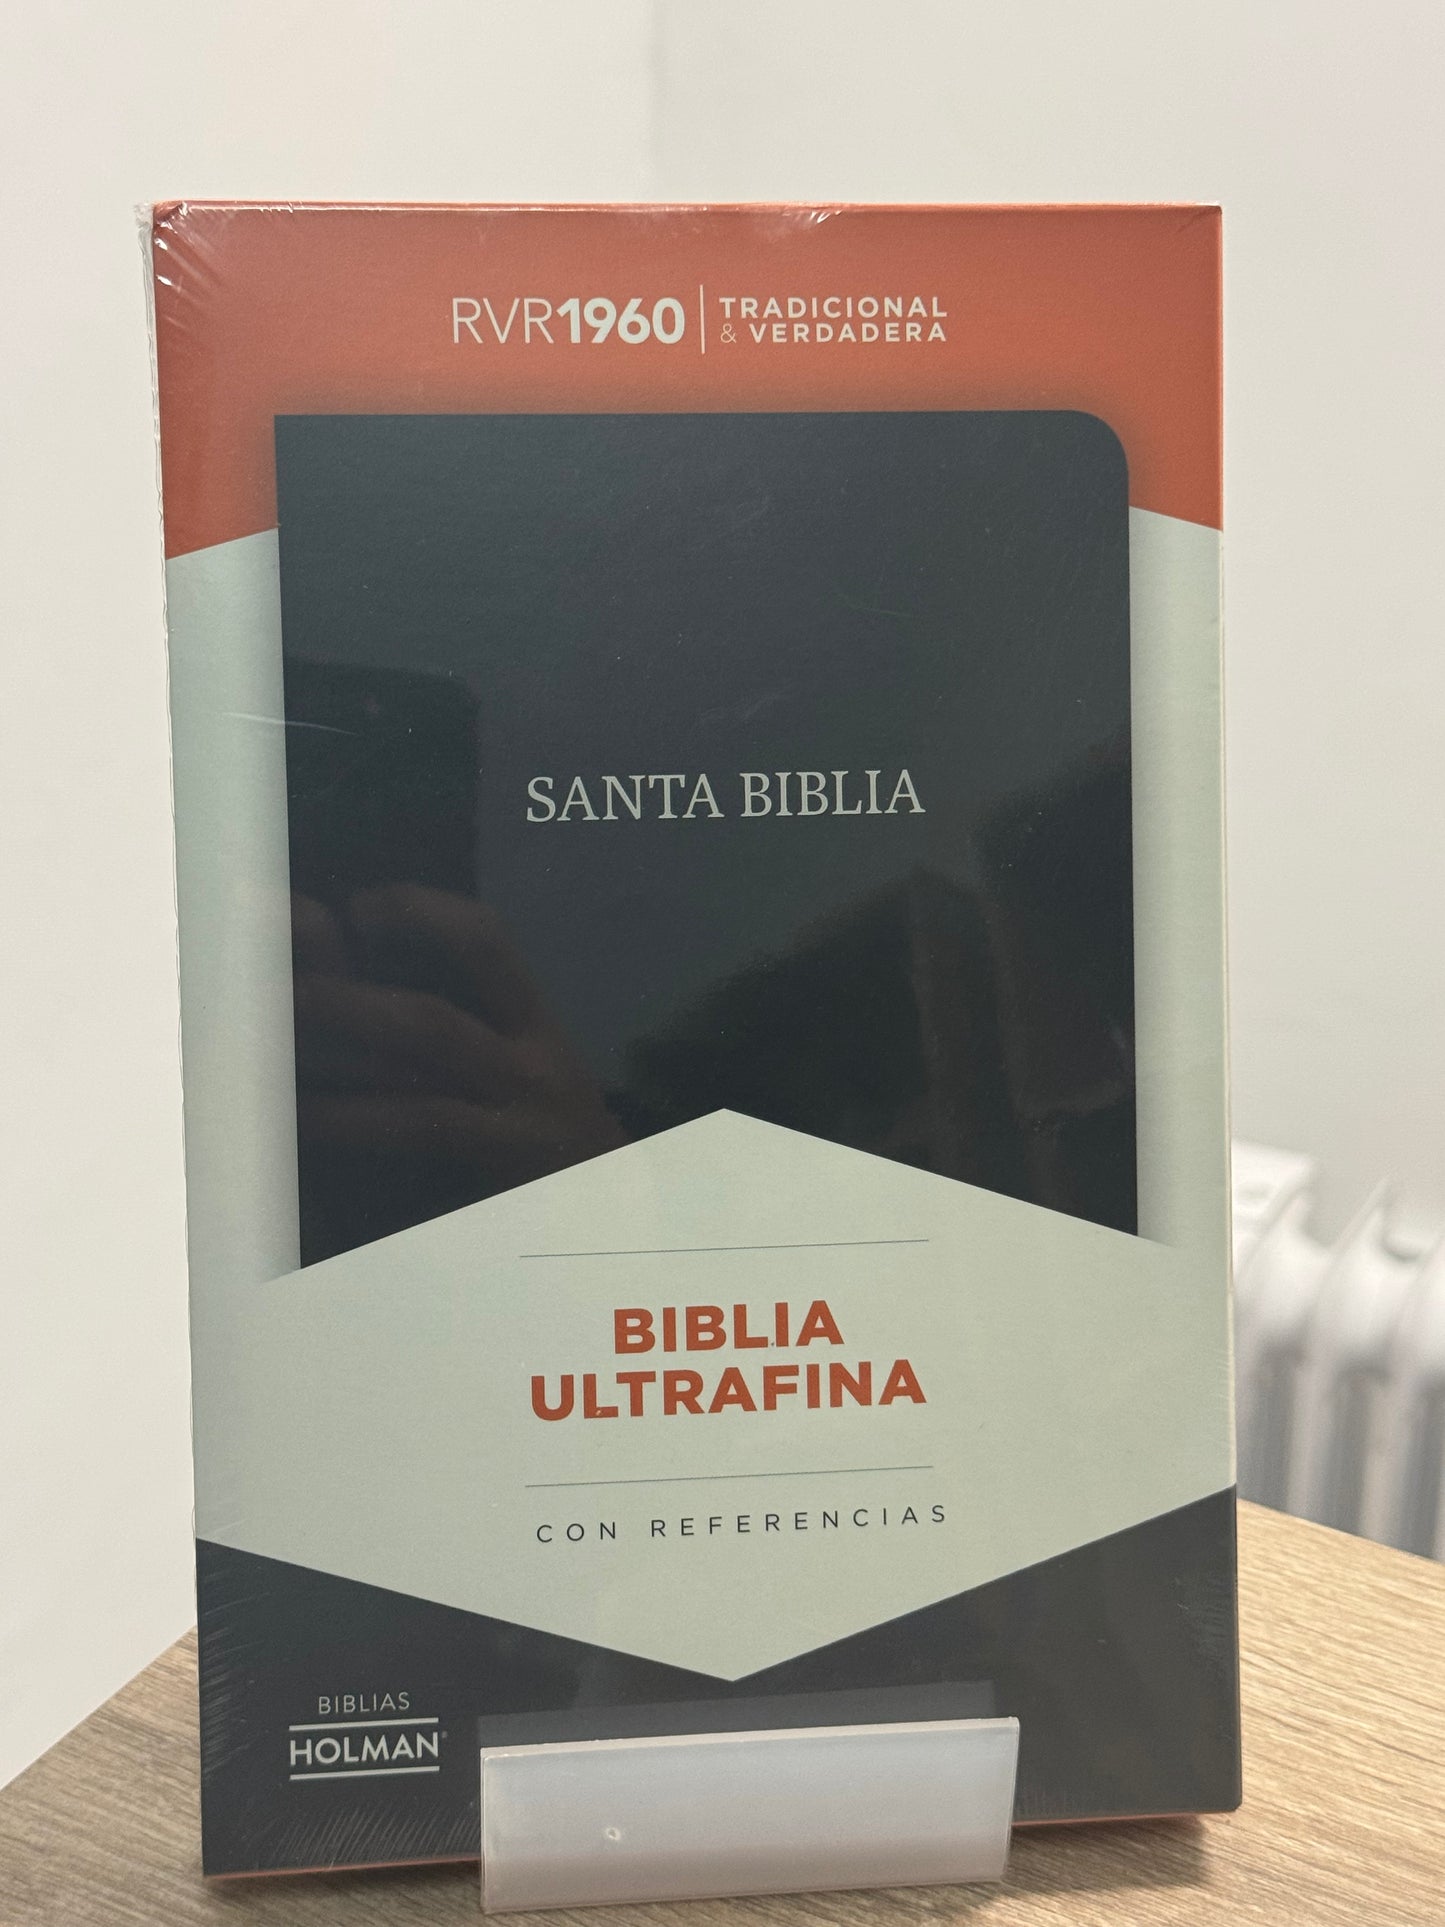 RVR1960 TRADICIONAL
& VERDADERA
SANTA BIBLIA
BIBLIA
ULTRAFINA
CON REFERENCIAS
BIBLIAS
HOLMAN®